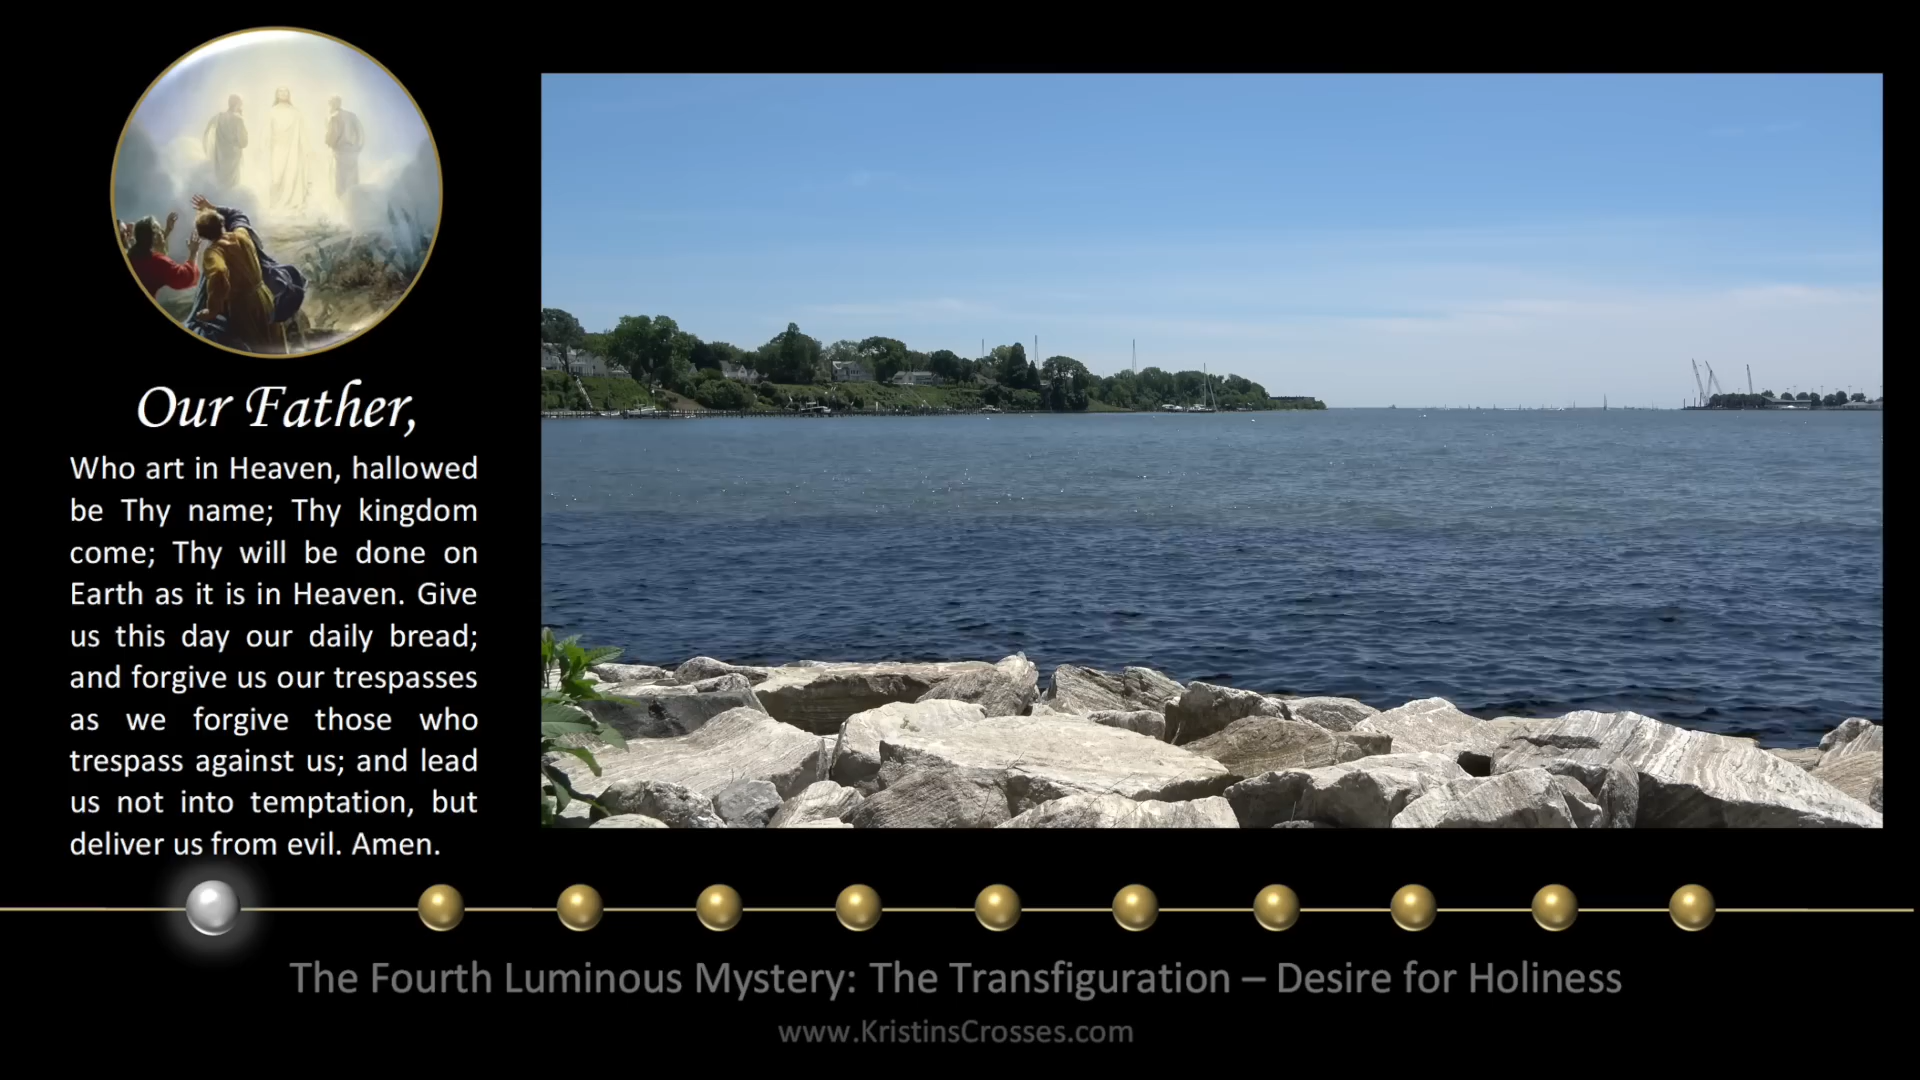 Our Father,
Who art in Heaven, hallowed
be Thy name; Thy kingdom
come; Thy will be done on
Earth as it is in Heaven. Give
us this day our daily bread;
and forgive us our trespasses
as we forgive those who
trespass against us; and lead
us not into temptation, but
deliver us from evil. Amen.
The Fourth Luminous Mystery: The Transfiguration – Desire for Holiness
www.KristinsCrosses.com